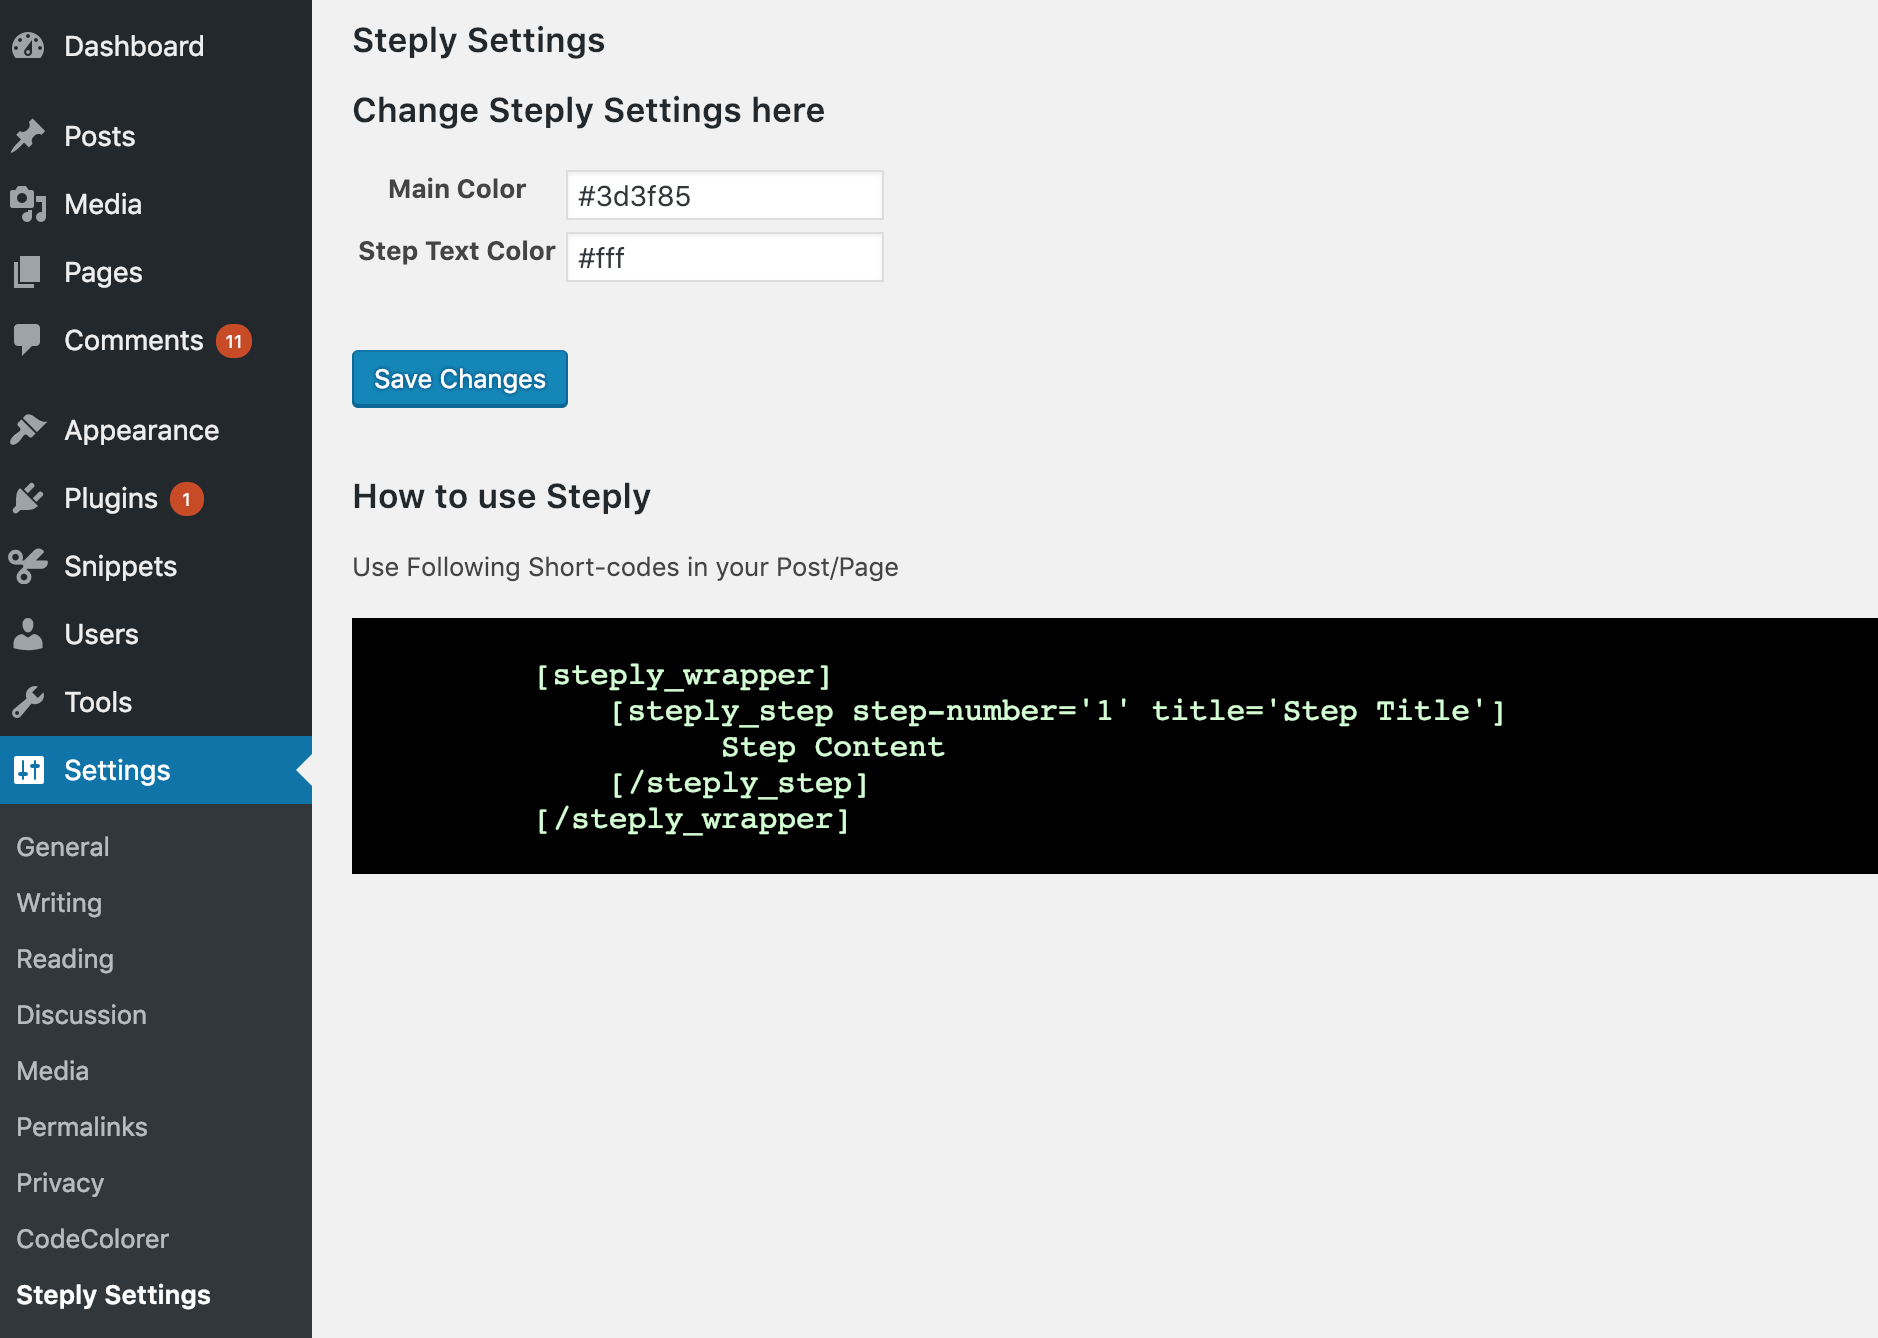 Dashboard
Posts
Media
Pages
Comments 11
Appearance
Plugins 1
Snippets
Users
Tools
Settings
General
Writing
Reading
Discussion
Media
Permalinks
Privacy
CodeColorer
Steply Settings
Steply Settings
Change Steply Settings here
Main Color #3d3f85
Step Text Color #fff
Save Changes
How to use Steply
Use Following Short-codes in your Post/Page
[steply_wrapper]
[steply_step step-number='1' title='Step Title']
Step Content
[/steply_step]
[/steply_wrapper]